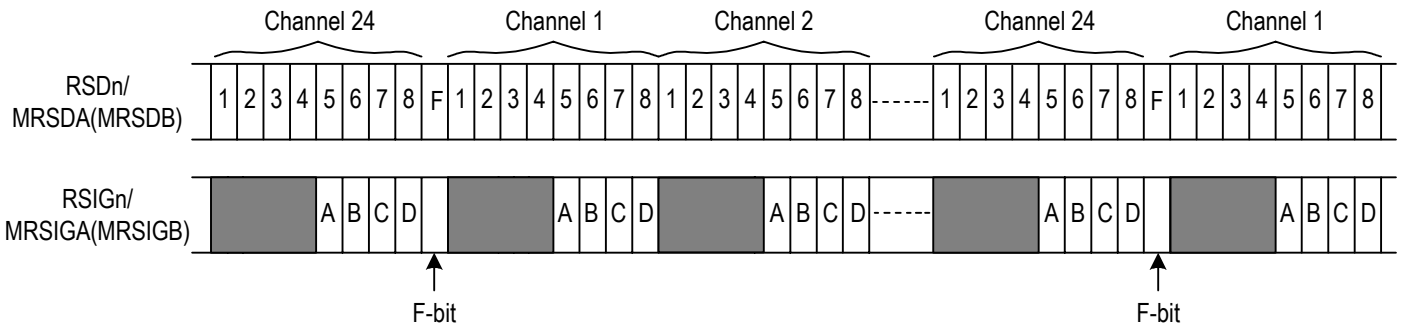 Channel 24 Channel 1 Channel 2 Channel 24 Channel 1
RSDn/
MRSDA(MRSDB)
1 2 3 4 5 6 7 8 F 1 2 3 4 5 6 7 8 1 2 3 4 5 6 7 8 1 2 3 4 5 6 7 8 F 1 2 3 4 5 6 7 8
RSIGn/
MRSIGA(MRSIGB)
A B C D A B C D A B C D A B C D A B C D
F-bit F-bit